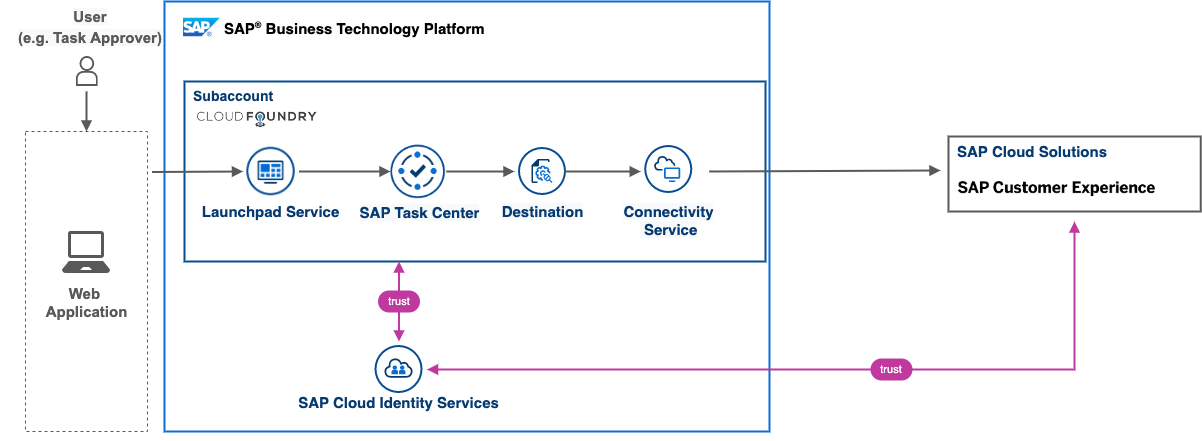 User
(e.g. Task Approver)
SAP® SAP® Business Technology Platform
Subaccount
CLOUD FOUNDRY
Launchpad Service
SAP Task Center
Destination
Connectivity
Service
SAP Cloud Solutions
SAP Customer Experience
Web
Application
trust
trust
SAP Cloud Identity Services